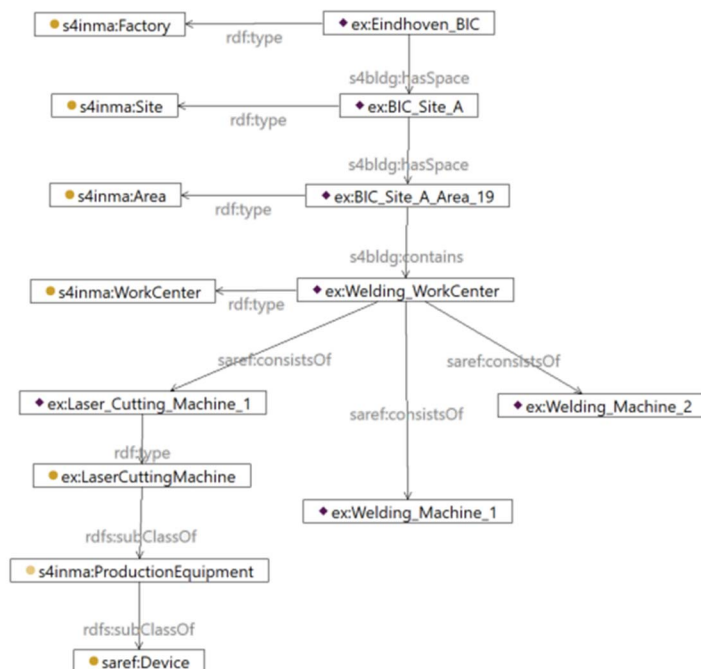 s4inma:Factory
ex:Eindhoven_BIC
rdf:type
s4bldg:hasSpace
s4inma:Site
ex:BIC_Site_A
rdf:type
s4bldg:hasSpace
s4inma:Area
ex:BIC_Site_A_Area_19
rdf:type
s4bldg:contains
s4inma:WorkCenter
ex:Welding_WorkCenter
rdf:type
saref:consistsOf
saref:consistsOf
saref:consistsOf
ex:Laser_Cutting_Machine_1
ex:Welding_Machine_2
rdf:type
ex:LaserCuttingMachine
ex:Welding_Machine_1
rdfs:subClassOf
s4inma:ProductionEquipment
rdfs:subClassOf
saref:Device